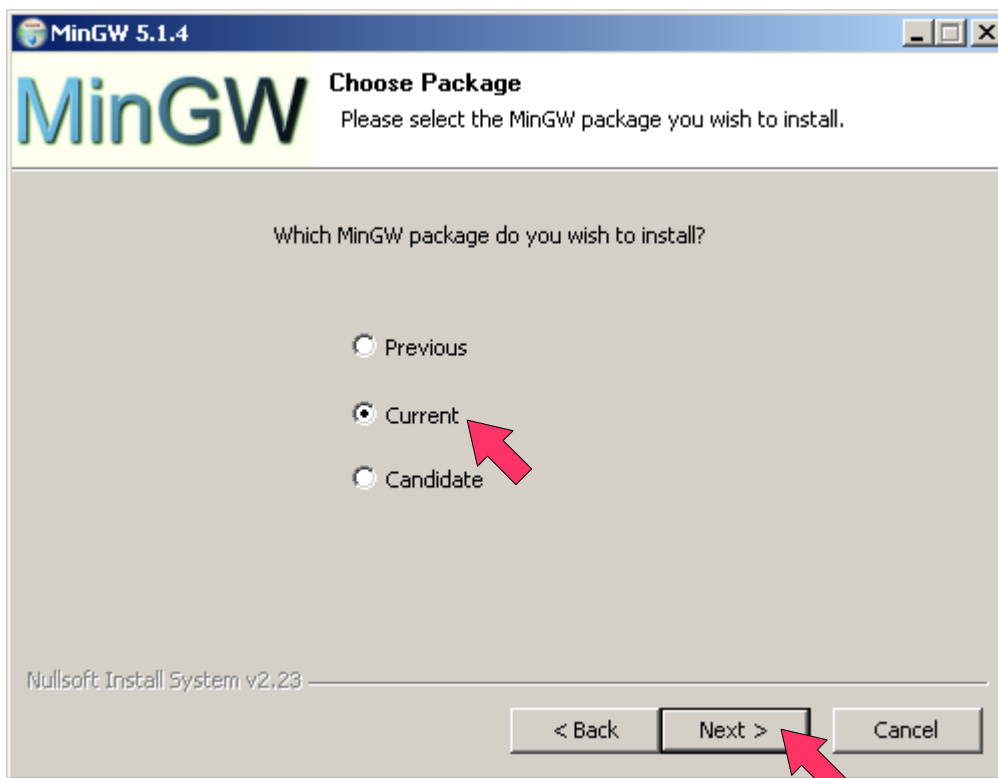 MinGW 5.1.4
MinGW
Choose Package
Please select the MinGW package you wish to install.
Which MinGW package do you wish to install?
Previous
Current
Candidate
Nullsoft Install System v2.23
< Back
Next >
Cancel